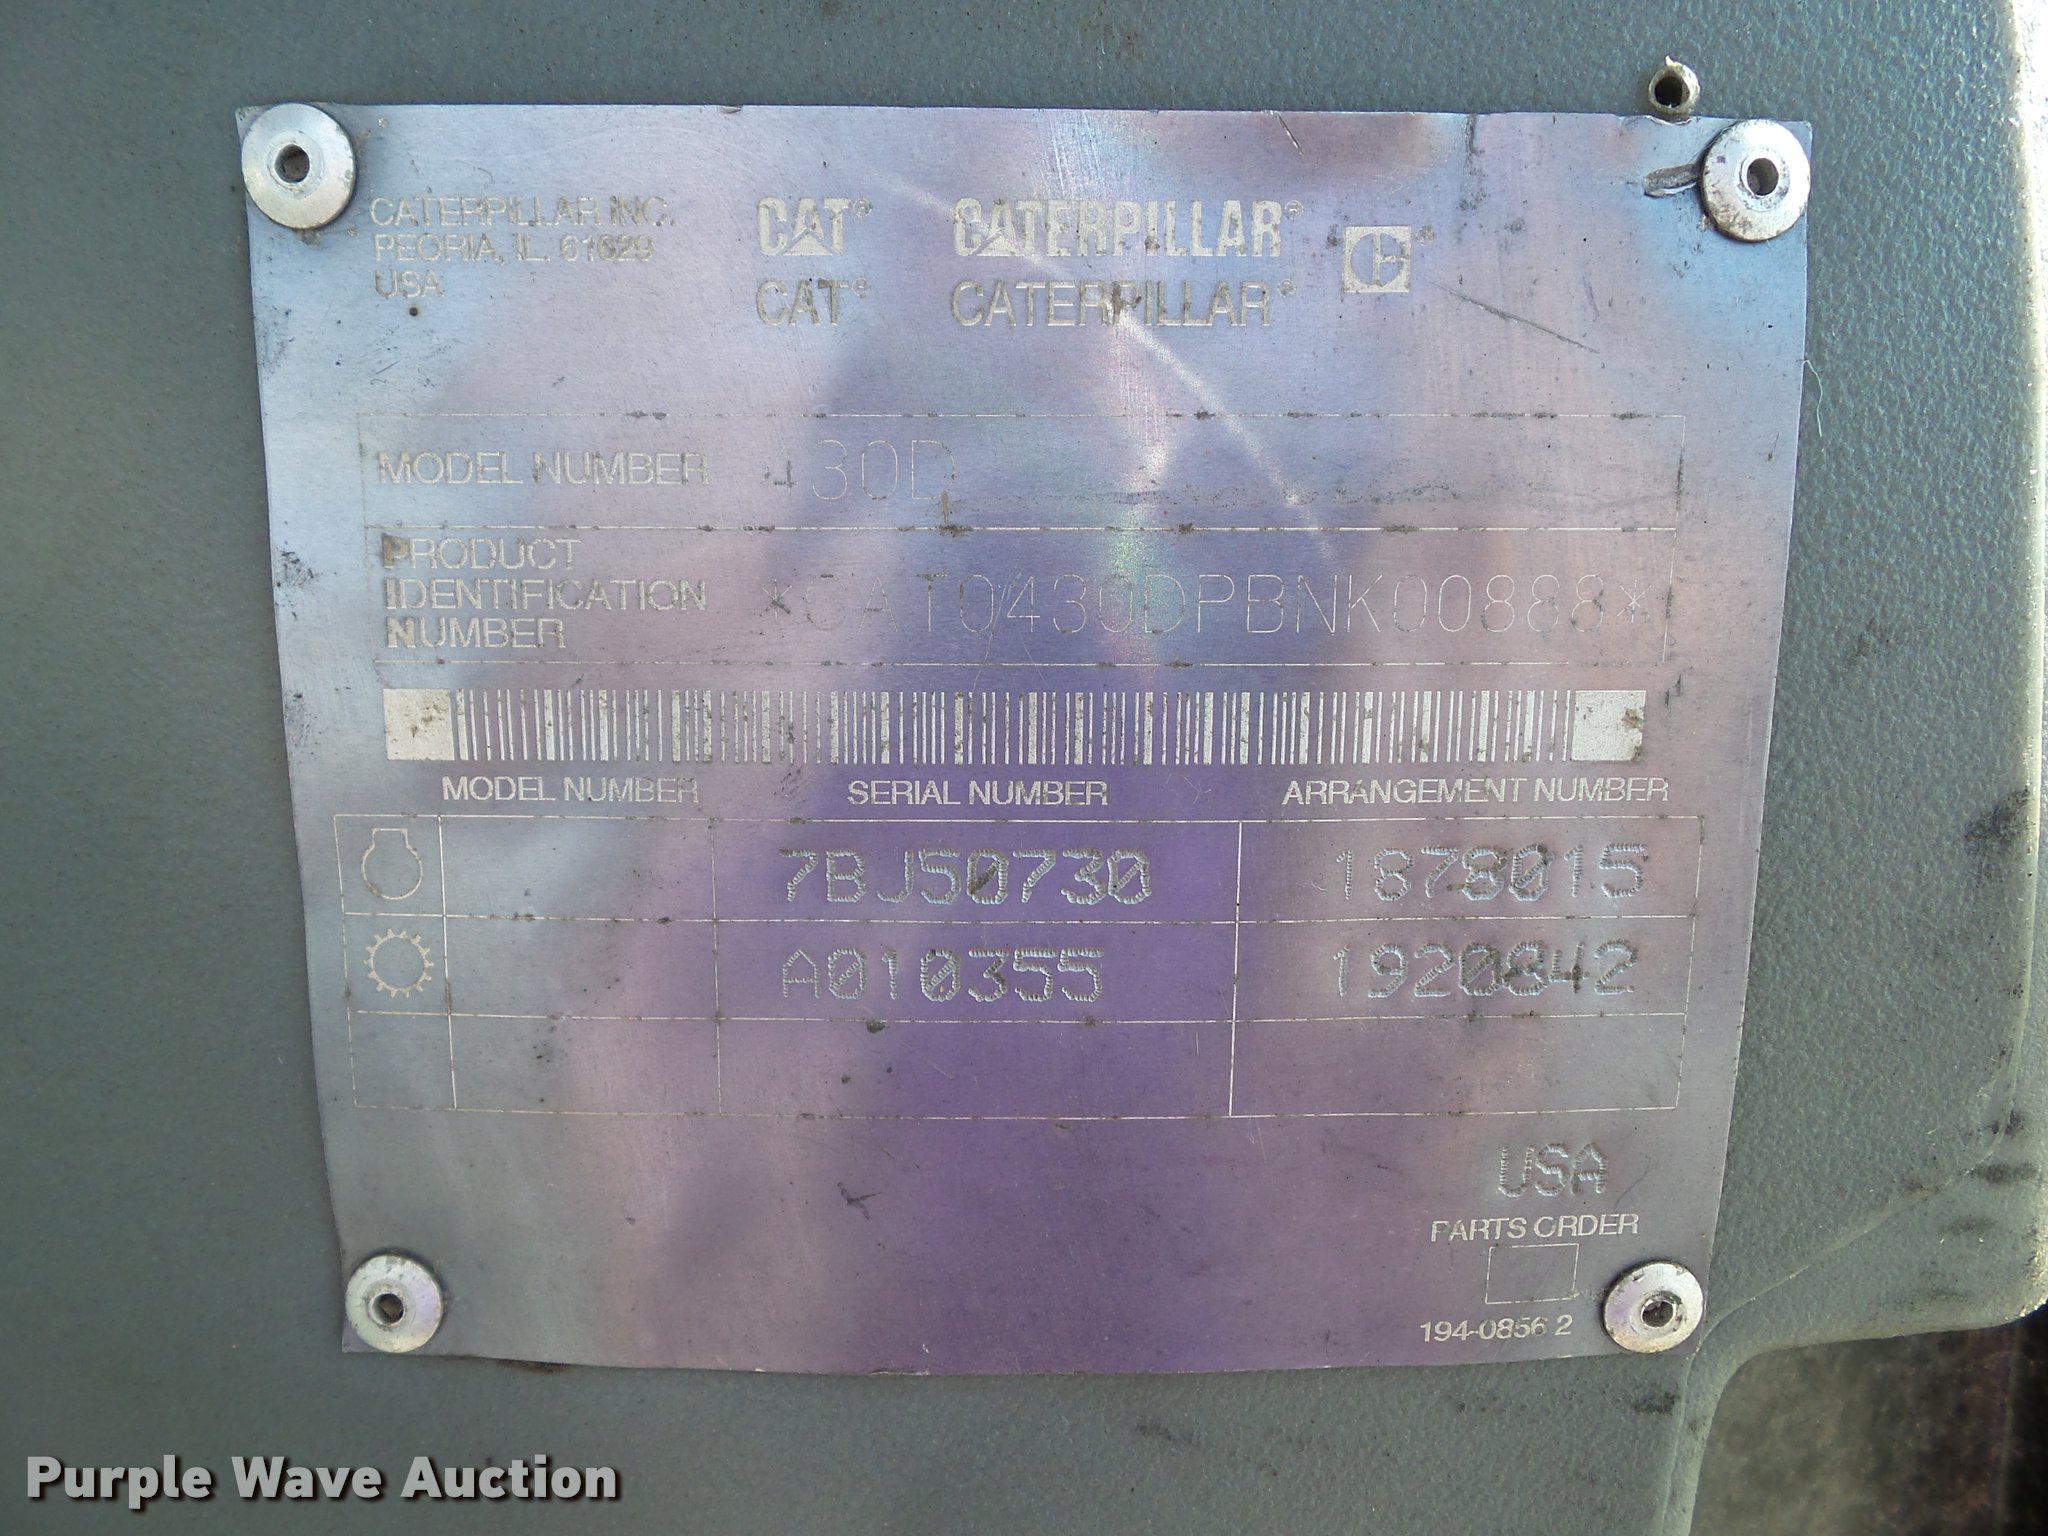 CATERPILLAR INC.
PEORIA, IL. 61629
USA
CAT® CATERPILLAR® ®
CAT® CATERPILLAR®
MODEL NUMBER 430D
PRODUCT
IDENTIFICATION
NUMBER
*CAT0430DPBNK00888*
MODEL NUMBER SERIAL NUMBER ARRANGEMENT NUMBER
7BJ50730 1878015
A010355 1920842
USA
PARTS ORDER
194-0856 2
Purple Wave Auction